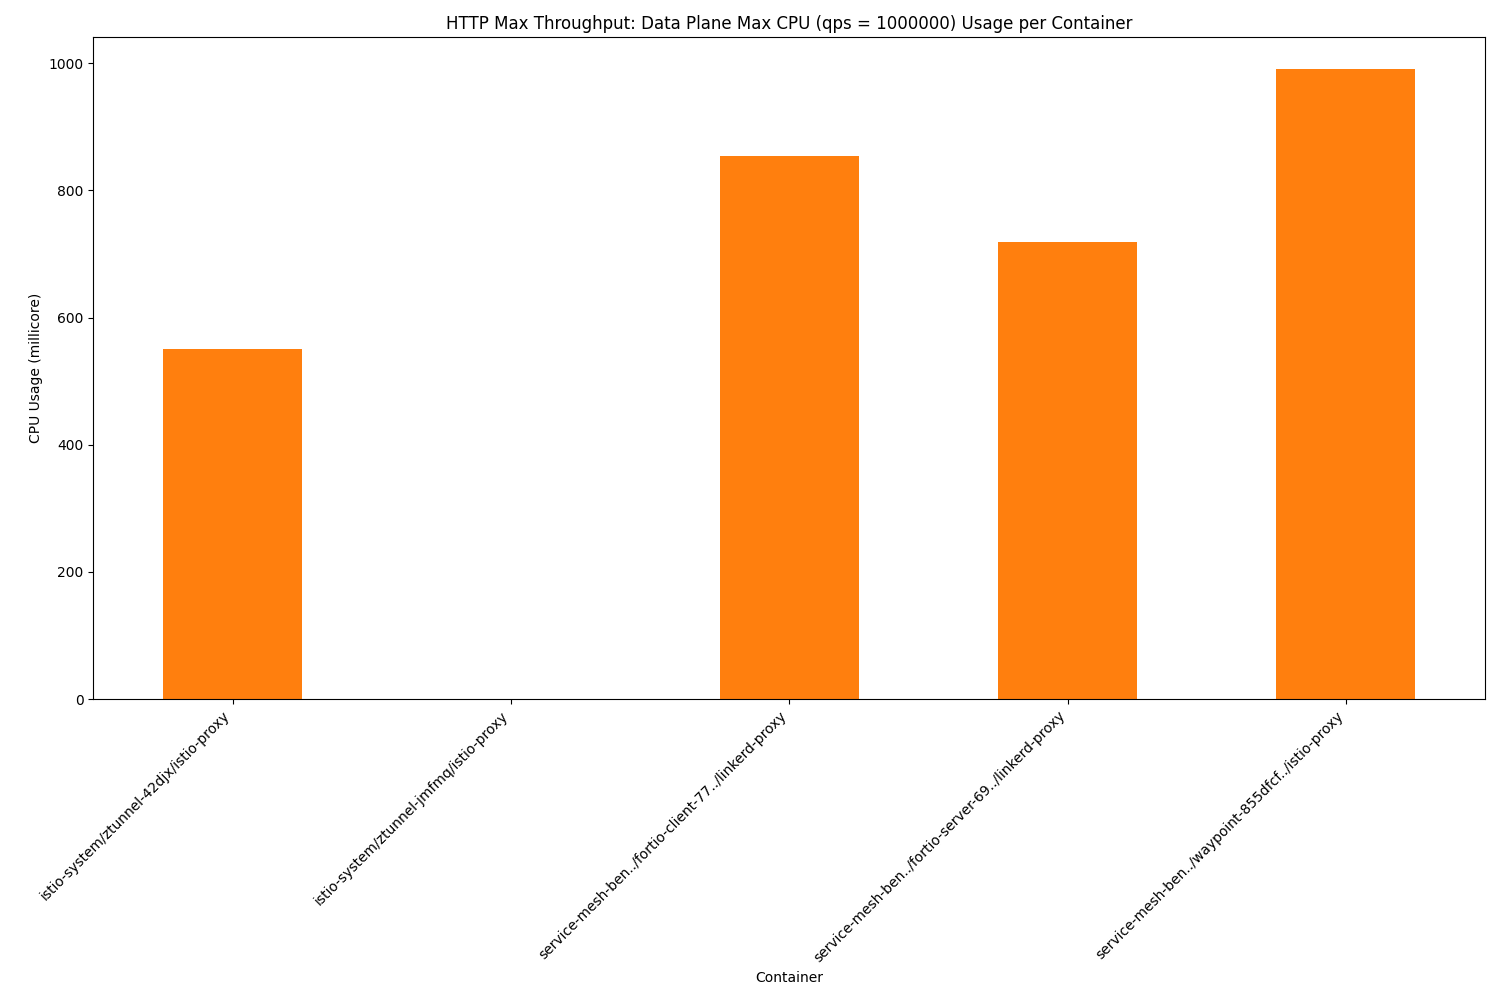 HTTP Max Throughput: Data Plane Max CPU (qps = 1000000) Usage per Container
CPU Usage (millicore)
1000
800
600
400
200
0
istio-system/ztunnel-42djx/istio-proxy
istio-system/ztunnel-jmfmq/istio-proxy
service-mesh-ben../fortio-client-77../linkerd-proxy
service-mesh-ben../fortio-server-69../linkerd-proxy
service-mesh-ben../waypoint-855dfcf../istio-proxy
Container